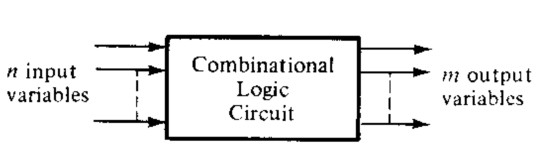 n input
variables
Combinational
Logic
Circuit
m output
variables